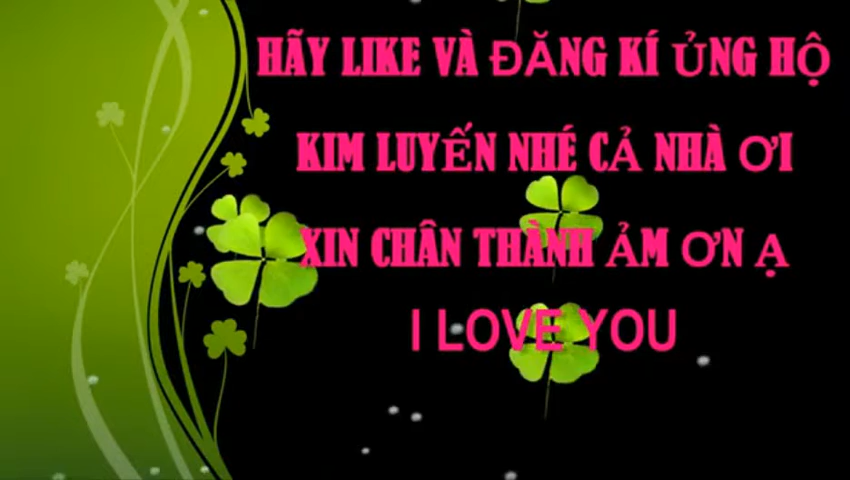 HÃY LIKE VÀ ĐĂNG KÍ ỦNG HỘ
KIM LUYẾN NHÉ CẢ NHÀ ƠI
XIN CHÂN THÀNH ẢM ƠN Ạ
I LOVE YOU